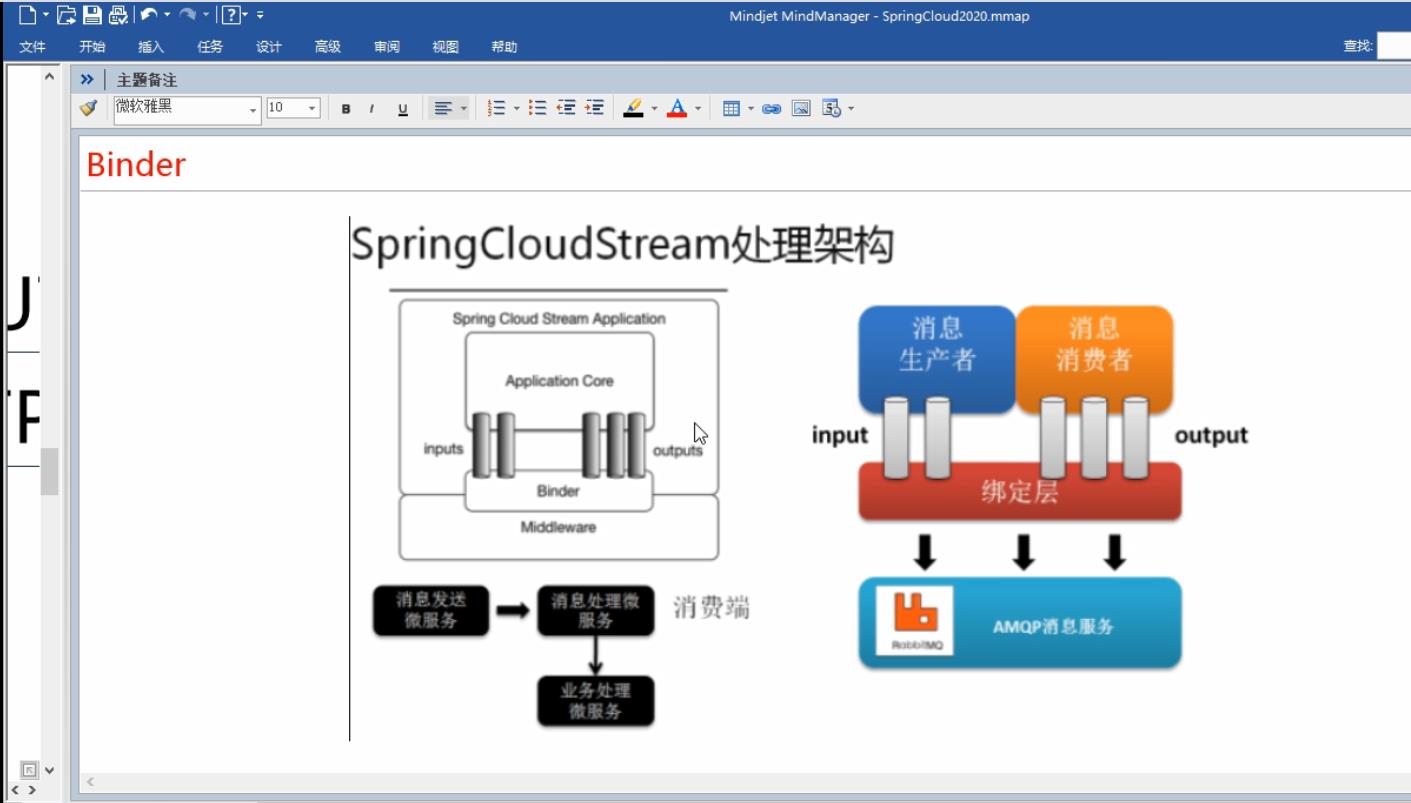 Mindjet MindManager - SpringCloud2020.mmap
文件 开始 插入 任务 设计 高级 审阅 视图 帮助 查找:
主题备注
微软雅黑 10 B I U
Binder
SpringCloudStream处理架构
Spring Cloud Stream Application
Application Core
inputs
outputs
Binder
Middleware
消息发送
微服务
消息处理微
服务
消费端
业务处理
微服务
消息
生产者
消息
消费者
input
output
绑定层
RabbitMQ
AMQP消息服务